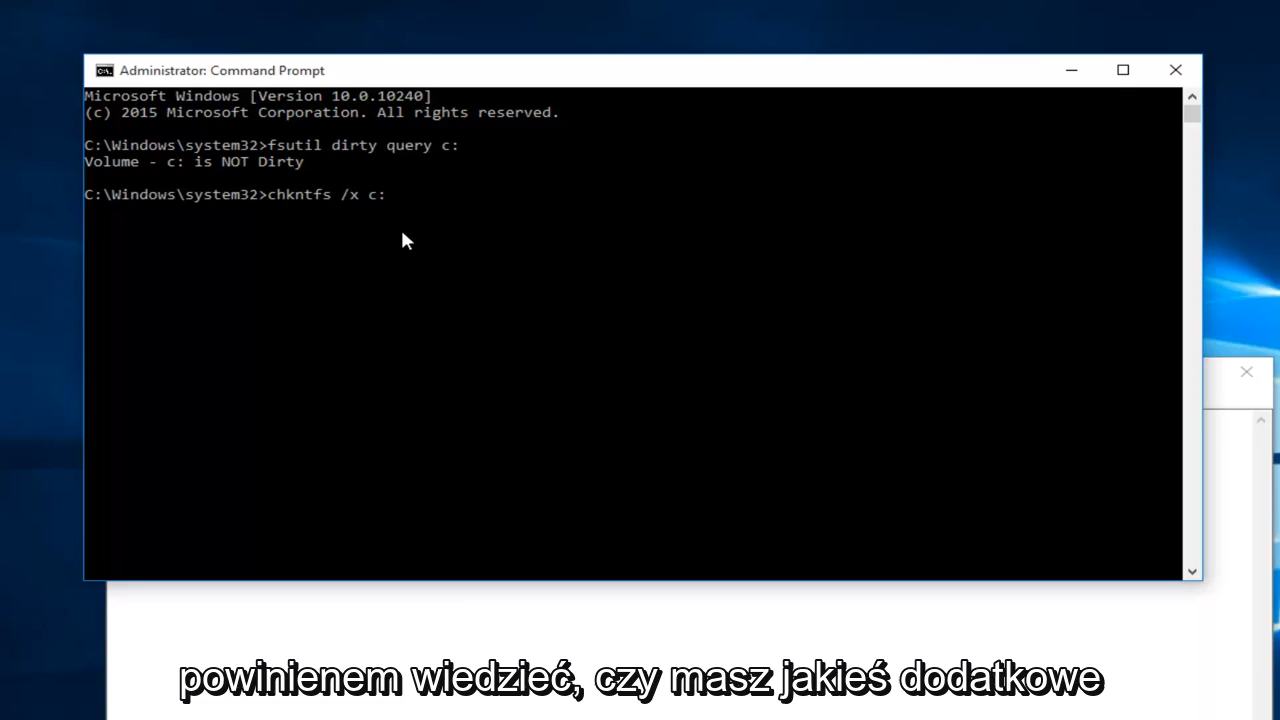 Administrator: Command Prompt
Microsoft Windows [Version 10.0.10240]
(c) 2015 Microsoft Corporation. All rights reserved.
C:\Windows\system32>fsutil dirty query c:
Volume - c: is NOT Dirty
C:\Windows\system32>chkntfs /x c:
powinienem wiedzieć, czy masz jakieś dodatkowe